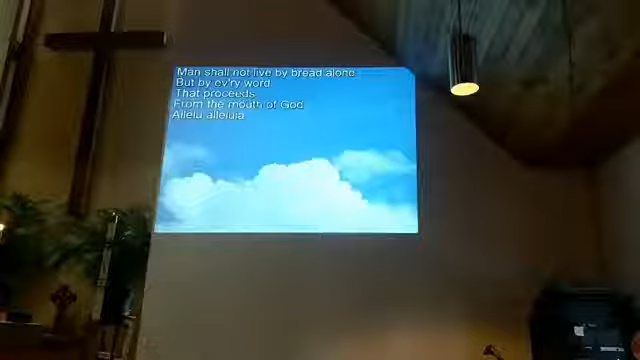 Man shall not live by bread alone
But by ev'ry word
That proceeds
From the mouth of God
Allelu alleluia